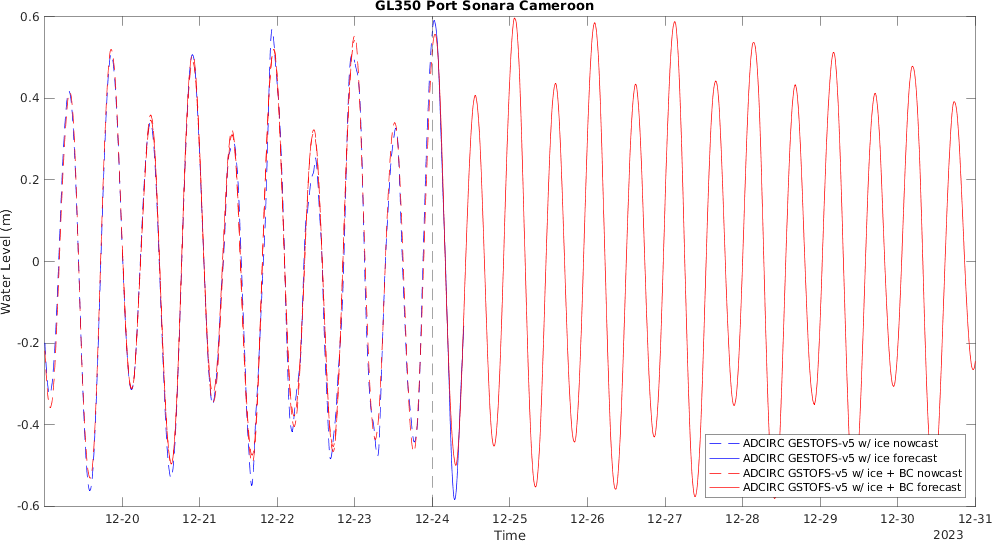 GL350 Port Sonara Cameroon
0.6
0.4
0.2
0
-0.2
-0.4
-0.6
Water Level (m)
12-20 12-21 12-22 12-23 12-24 12-25 12-26 12-27 12-28 12-29 12-30 12-31
Time
2023
ADCIRC GESTOFS-v5 w/ ice nowcast
ADCIRC GESTOFS-v5 w/ ice forecast
ADCIRC GSTOFS-v5 w/ ice + BC nowcast
ADCIRC GSTOFS-v5 w/ ice + BC forecast